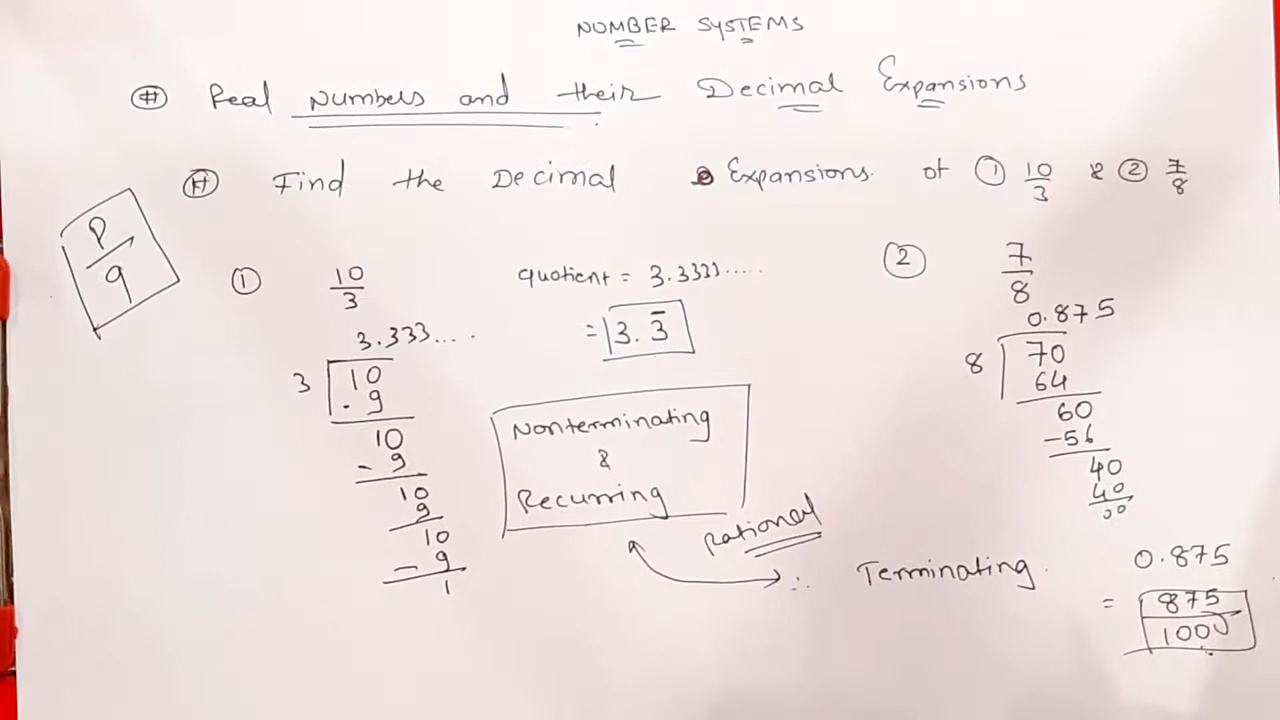 NUMBER SYSTEMS
# Real Numbers and their Decimal Expansions
# Find the Decimal Expansions of ① 10/3 & ② 7/8
P/q
① 10/3
3.333....
3 10
9
10
- 9
10
9
10
- 9
1
quotient = 3.3333.....
= 3.3̄
Nonterminating
&
Recurring
Rational
② 7/8
0.875
8 70
64
60
-56
40
40
00
∴ Terminating.
0.875
= 875/1000